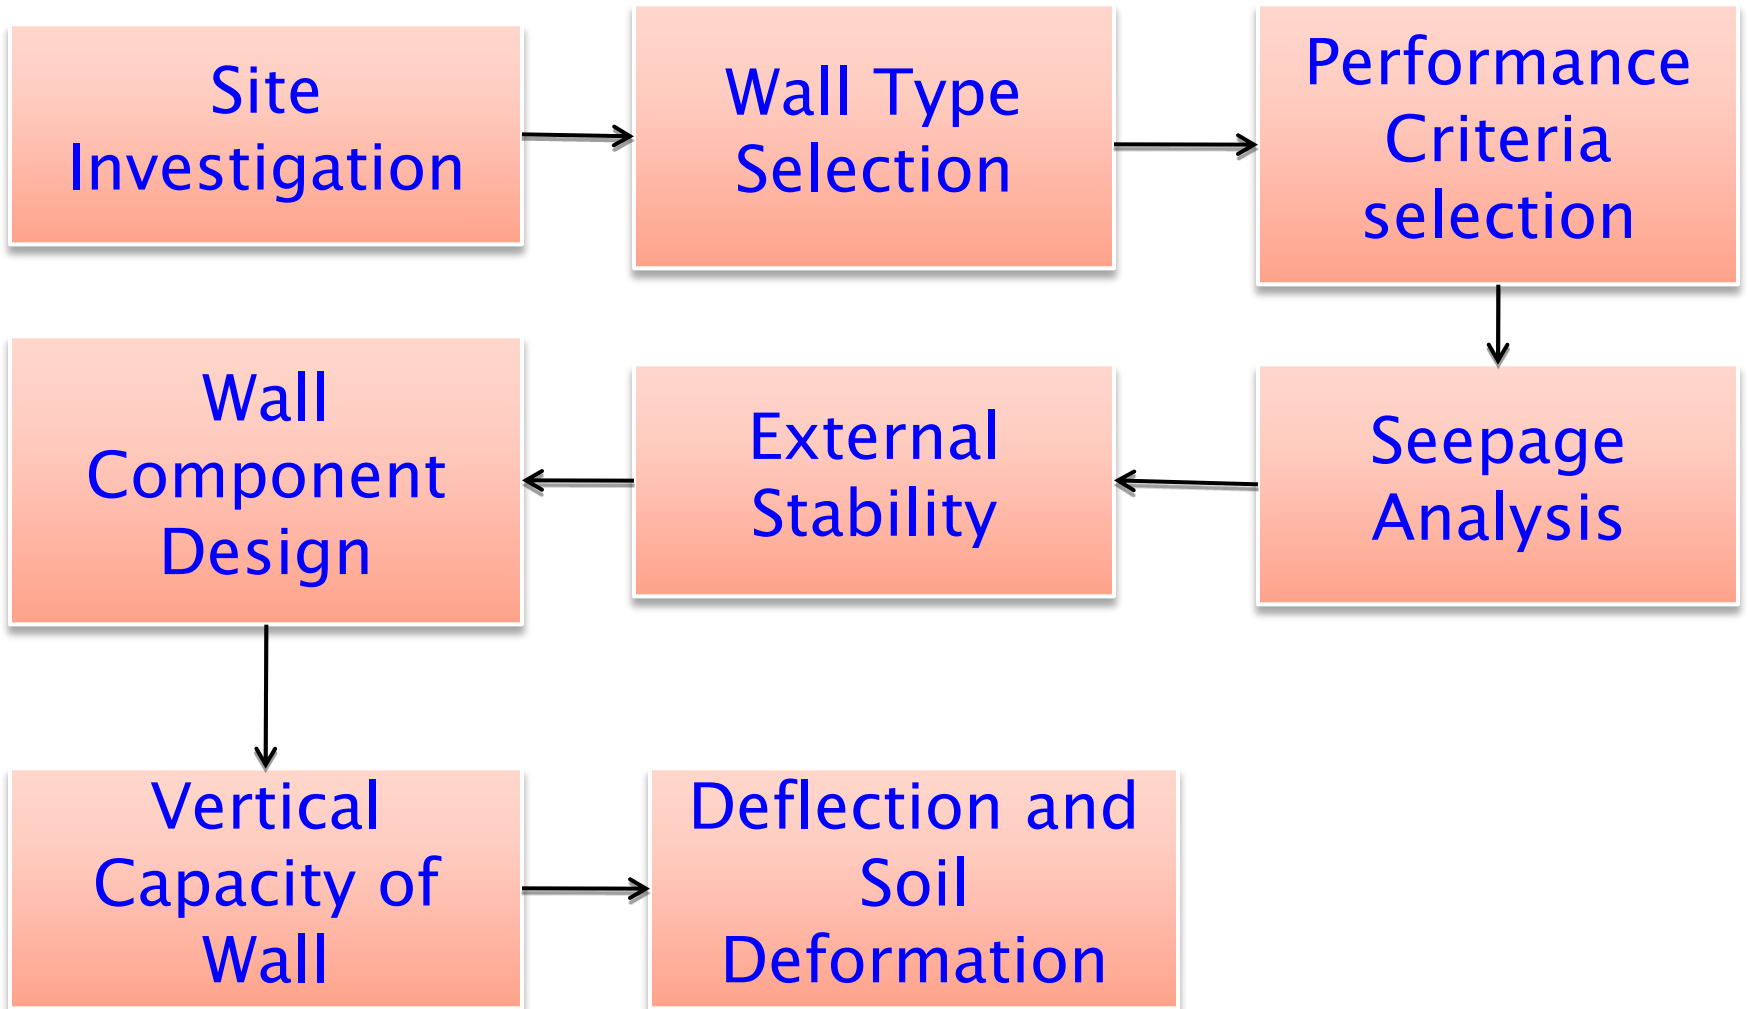 Site
Investigation
Wall Type
Selection
Performance
Criteria
selection
Wall
Component
Design
External
Stability
Seepage
Analysis
Vertical
Capacity of
Wall
Deflection and
Soil
Deformation